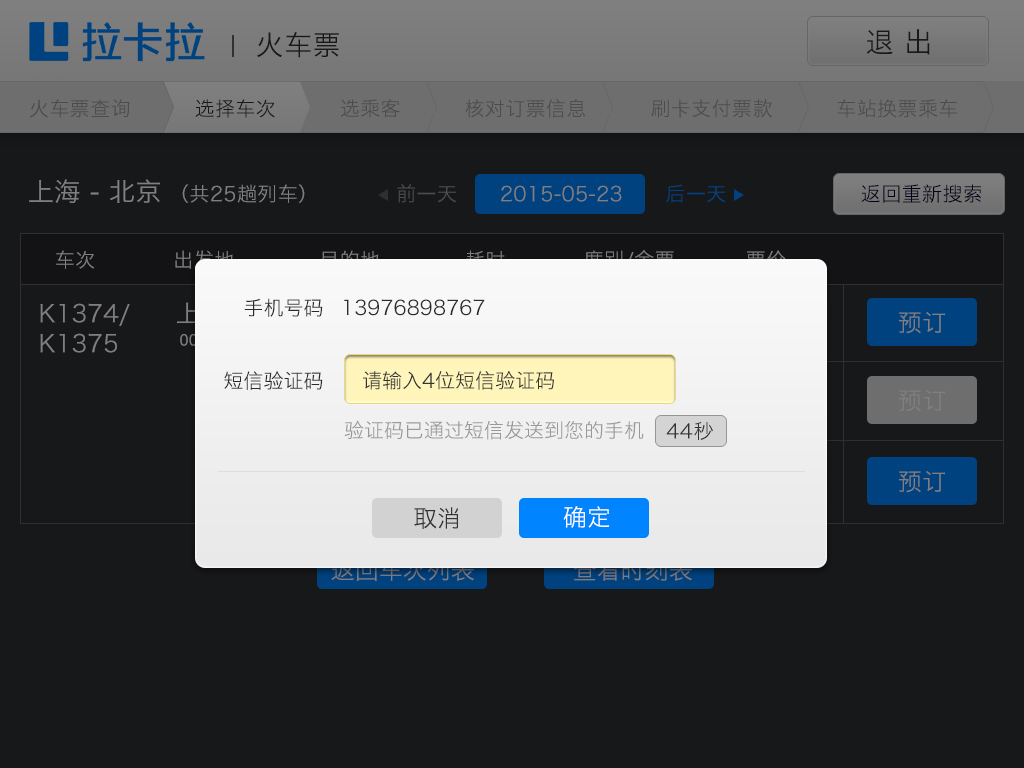 拉卡拉 | 火车票
退 出
火车票查询
选择车次
选乘客
核对订票信息
刷卡支付票款
车站换票乘车
上海 - 北京 （共25趟列车）
前一天
2015-05-23
后一天
返回重新搜索
车次 出发地 目的地 耗时 席别/余票 票价
K1374/
K1375
上
00
预订
预订
预订
手机号码 13976898767
短信验证码 请输入4位短信验证码
验证码已通过短信发送到您的手机 44秒
取消
确定
返回车次列表
查看时刻表